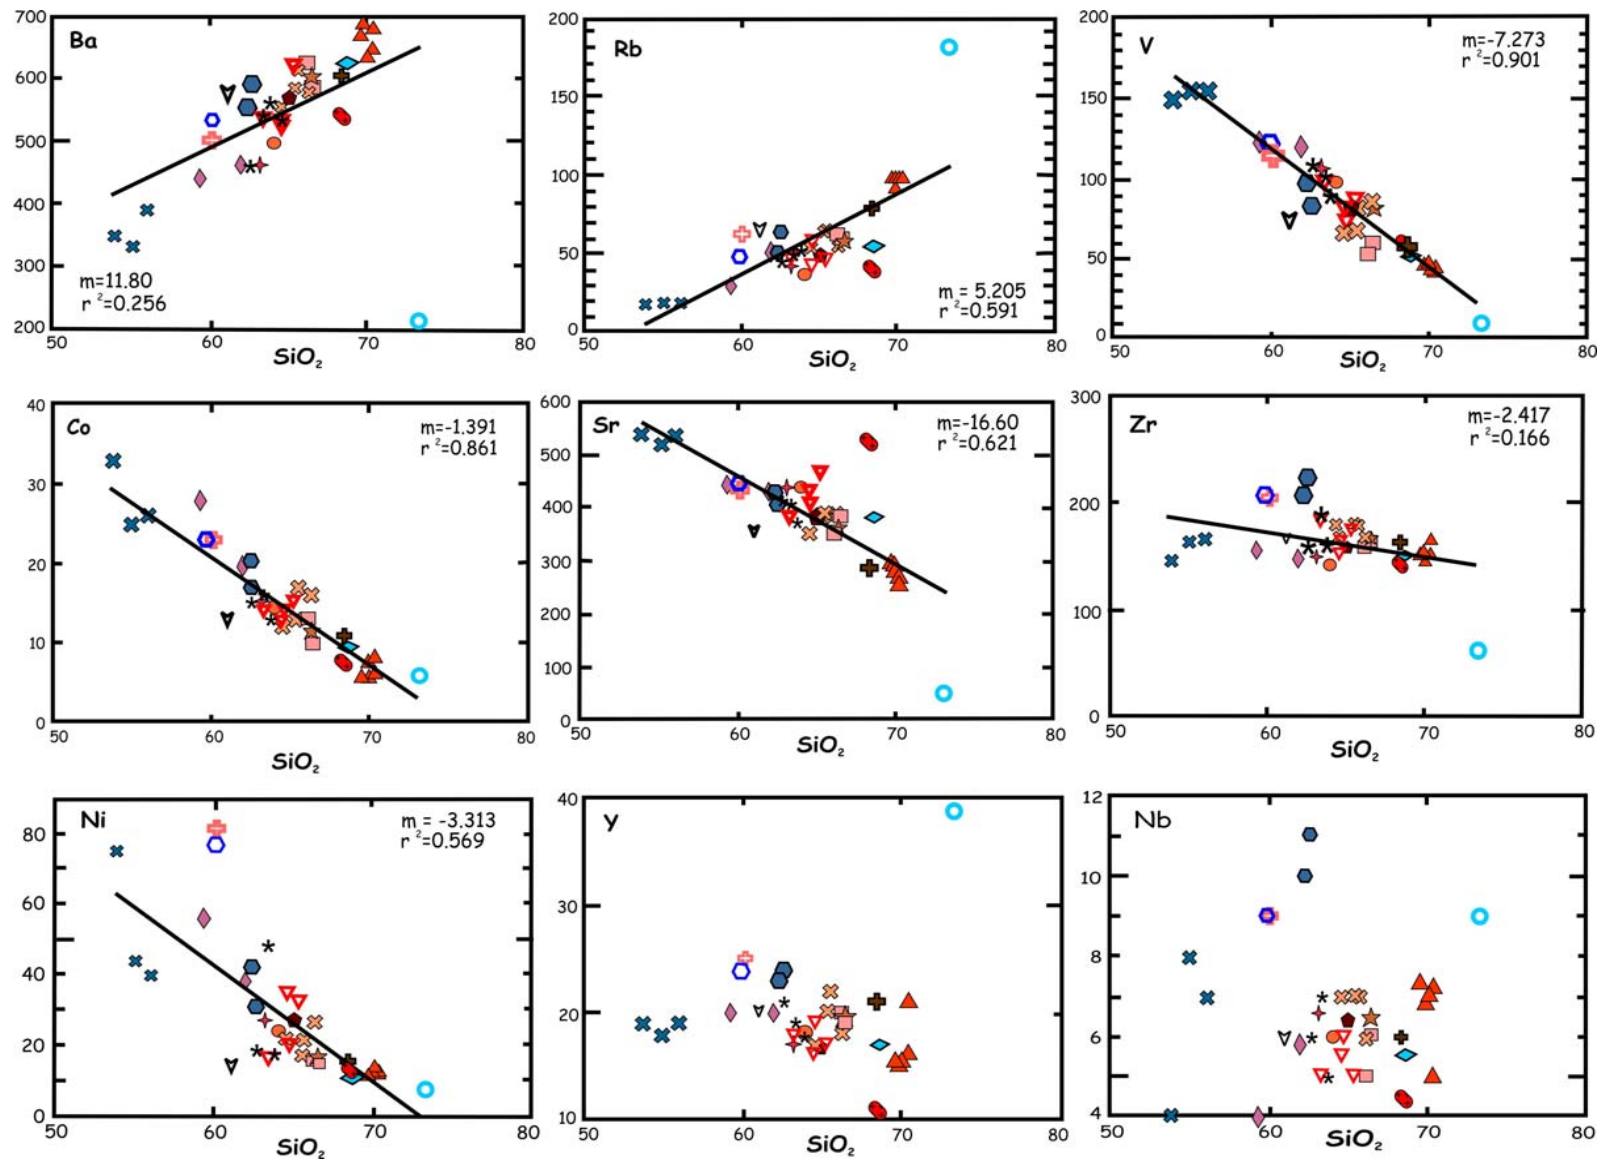 Ba
700
600
500
400
300
200
m=11.80
r²=0.256
50 60 70 80
SiO₂
Rb
200
150
100
50
0
m = 5.205
r²=0.591
50 60 70 80
SiO₂
V
200
150
100
50
0
m=-7.273
r²=0.901
50 60 70 80
SiO₂
Co
40
30
20
10
0
m=-1.391
r²=0.861
50 60 70 80
SiO₂
Sr
600
500
400
300
200
100
0
m=-16.60
r²=0.621
50 60 70 80
SiO₂
Zr
300
200
100
0
m=-2.417
r²=0.166
50 60 70 80
SiO₂
Ni
80
60
40
20
0
m = -3.313
r²=0.569
50 60 70 80
SiO₂
Y
40
30
20
10
50 60 70 80
SiO₂
Nb
12
10
8
6
4
50 60 70 80
SiO₂